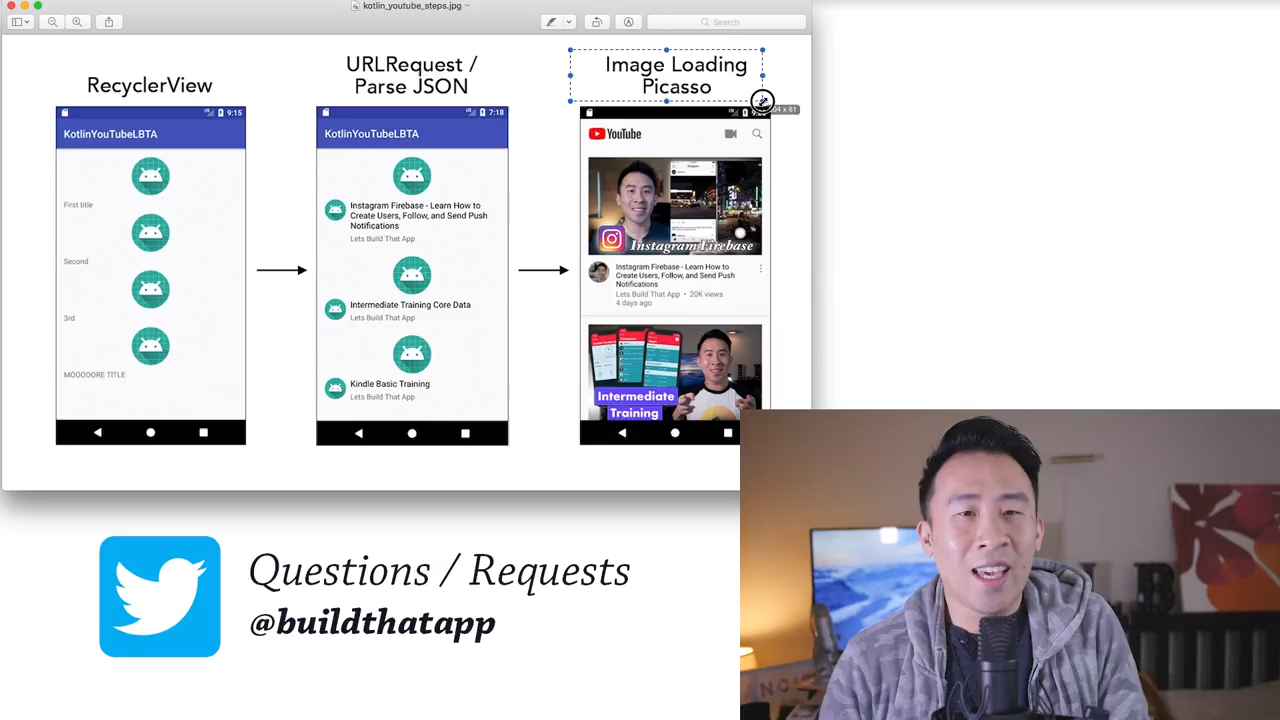 kotlin_youtube_steps.jpg
Search
RecyclerView
9:15
KotlinYouTubeLBTA
First title
Second
3rd
MOOOOORE TITLE
URLRequest /
Parse JSON
7:18
KotlinYouTubeLBTA
Instagram Firebase - Learn How to
Create Users, Follow, and Send Push
Notifications
Lets Build That App
Intermediate Training Core Data
Lets Build That App
Kindle Basic Training
Lets Build That App
Image Loading
Picasso
YouTube
Instagram Firebase
Instagram Firebase - Learn How to
Create Users, Follow, and Send Push
Notifications
Lets Build That App • 20K views
4 days ago
Intermediate
Training
Questions / Requests
@buildthatapp